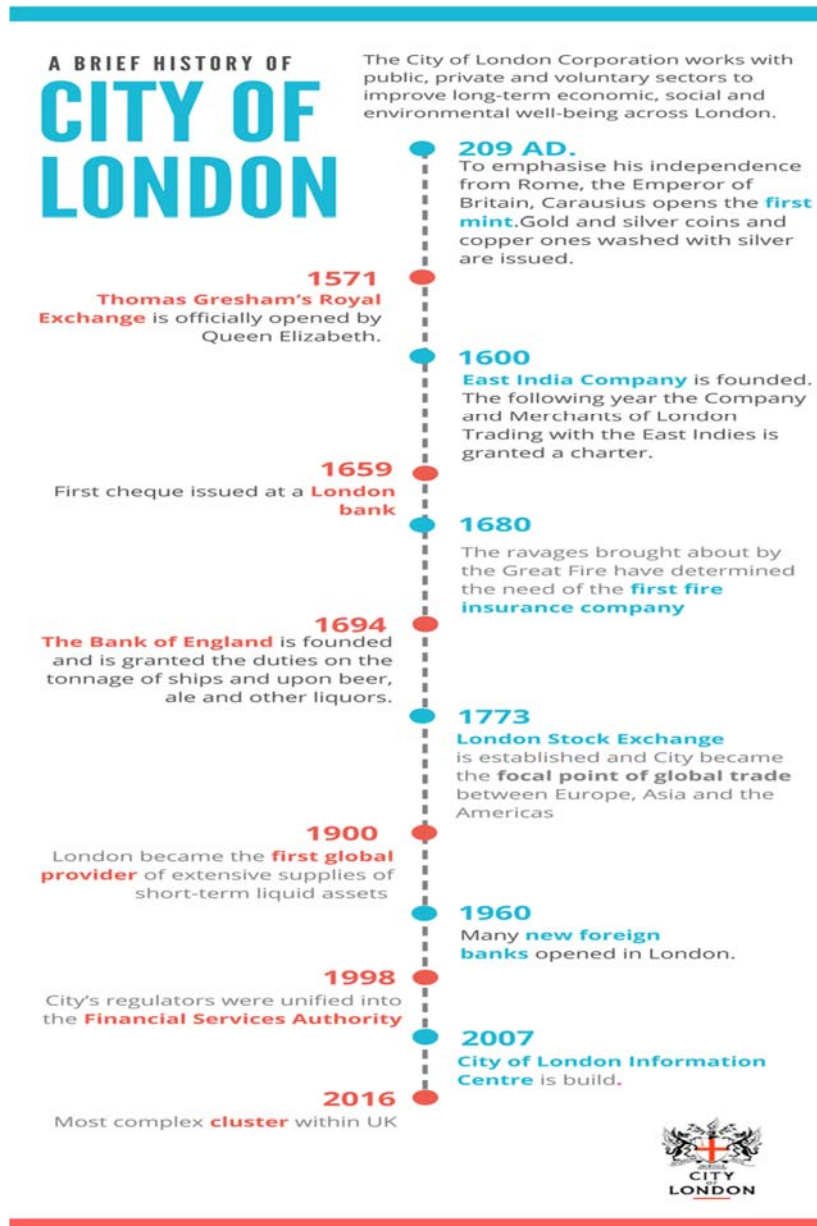 A BRIEF HISTORY OF
CITY OF
LONDON
The City of London Corporation works with
public, private and voluntary sectors to
improve long-term economic, social and
environmental well-being across London.
209 AD.
To emphasise his independence
from Rome, the Emperor of
Britain, Carausius opens the first
mint.Gold and silver coins and
copper ones washed with silver
are issued.
1571
Thomas Gresham's Royal
Exchange is officially opened by
Queen Elizabeth.
1600
East India Company is founded.
The following year the Company
and Merchants of London
Trading with the East Indies is
granted a charter.
1659
First cheque issued at a London
bank
1680
The ravages brought about by
the Great Fire have determined
the need of the first fire
insurance company
1694
The Bank of England is founded
and is granted the duties on the
tonnage of ships and upon beer,
ale and other liquors.
1773
London Stock Exchange
is established and City became
the focal point of global trade
between Europe, Asia and the
Americas
1900
London became the first global
provider of extensive supplies of
short-term liquid assets
1960
Many new foreign
banks opened in London.
1998
City's regulators were unified into
the Financial Services Authority
2007
City of London Information
Centre is build.
2016
Most complex cluster within UK
CITY
OF
LONDON